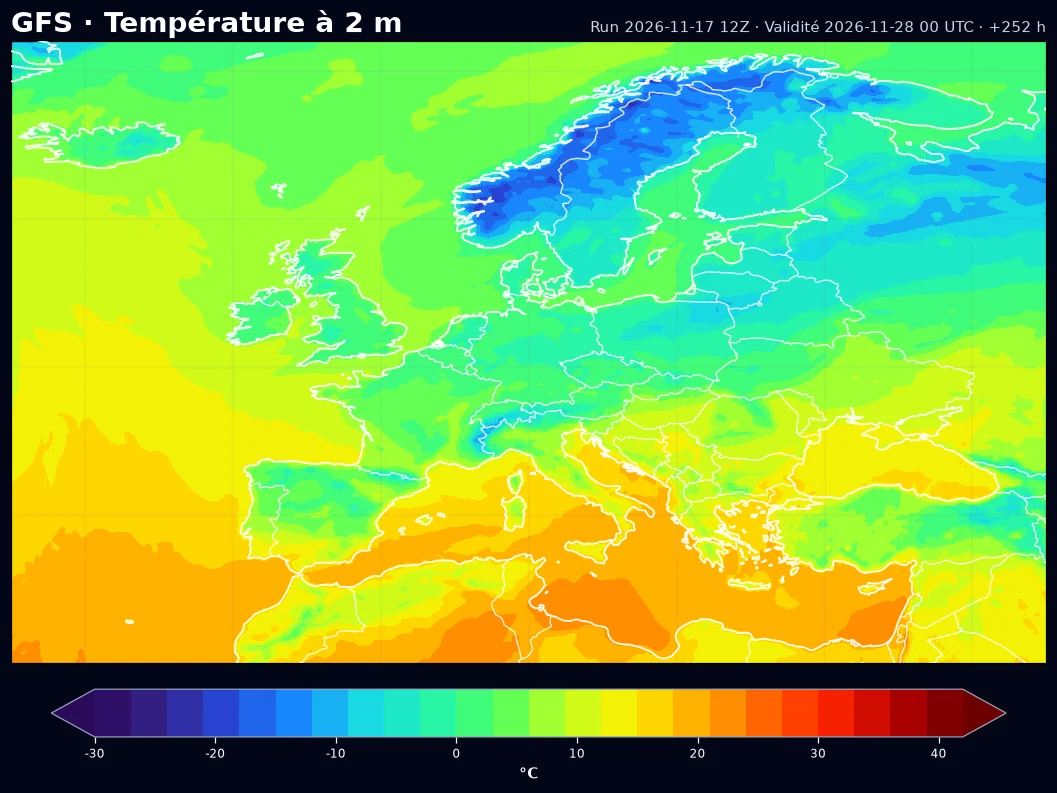 GFS · Température à 2 m
Run 2026-11-17 12Z · Validité 2026-11-28 00 UTC · +252 h
-30 -20 -10 0 10 20 30 40
°C